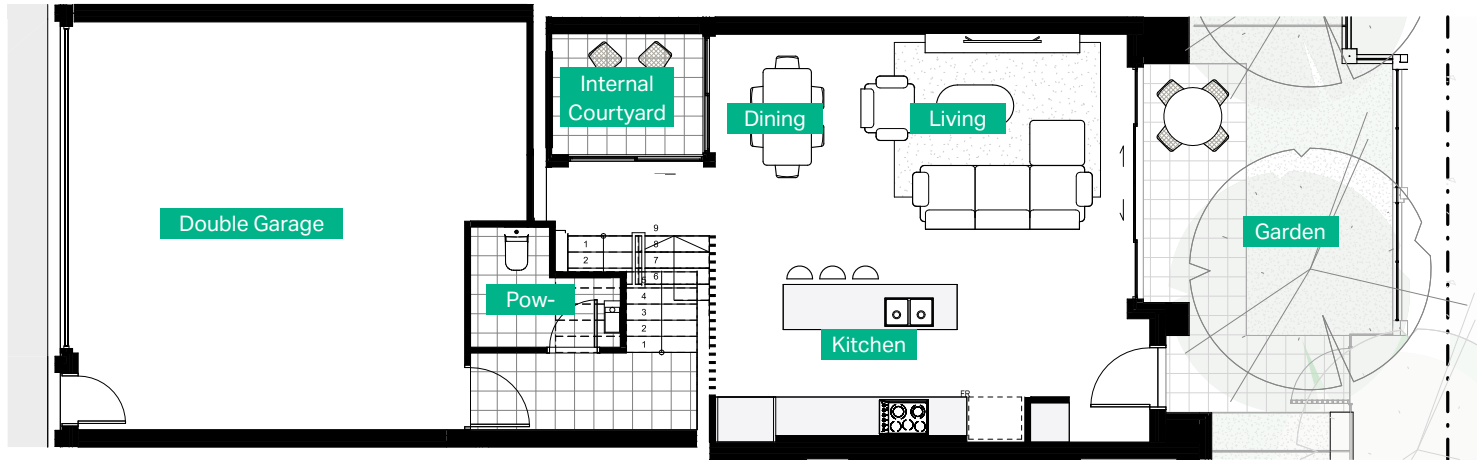 Internal
Courtyard
Dining
Living
Double Garage
Garden
9
1
8
2
7
6
5
Pow-
4
3
2
1
Kitchen
FR